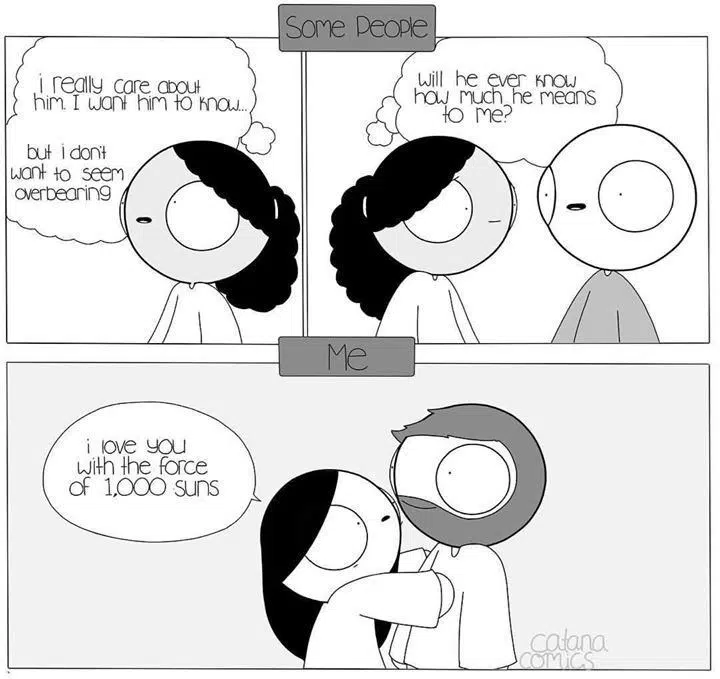 Some People
i really care about
him. I want him to know...
but i don't
want to seem
overbearing
will he ever know
how much he means
to me?
Me
i love you
with the force
of 1,000 suns
catana
comics